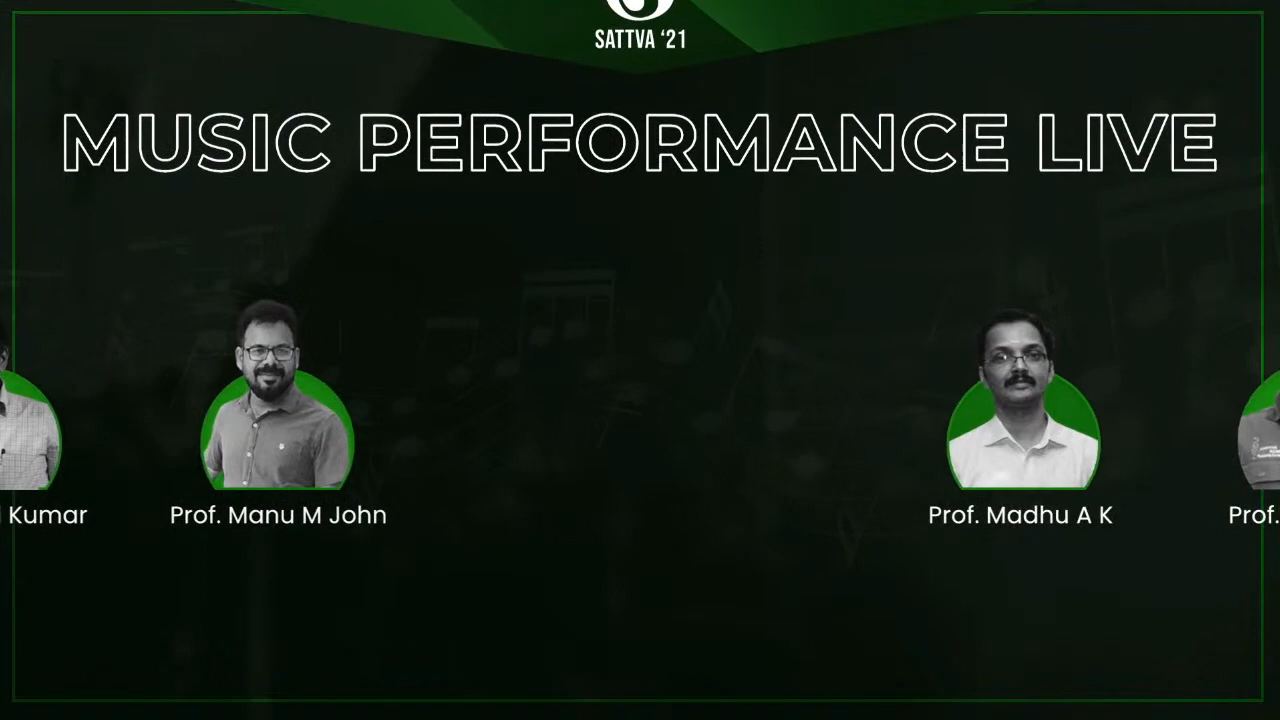 SATTVA ‘21
MUSIC PERFORMANCE LIVE
Kumar
Prof. Manu M John
Prof. Madhu A K
Prof.